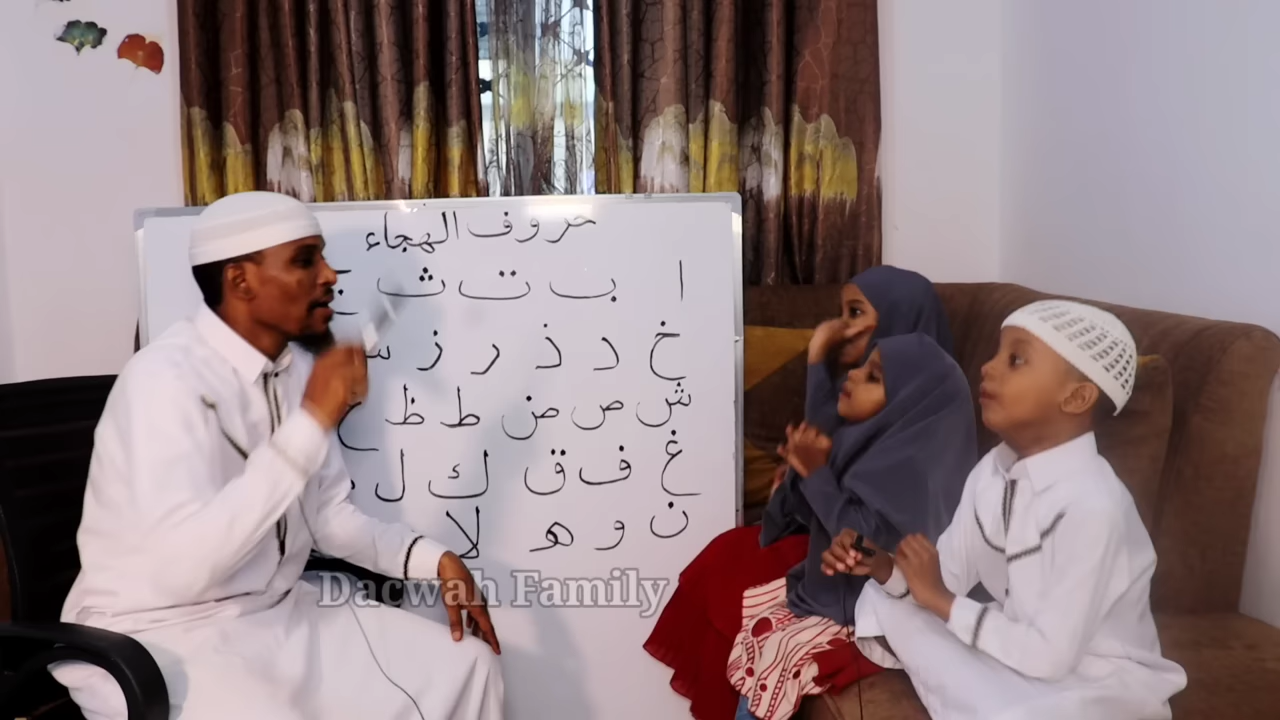 حروف الهجاء
ا ب ت ث
خ د ذ ر ز
ش ص ض ط ظ
غ ف ق ك ل
ن و ه لا
Dacwah Family